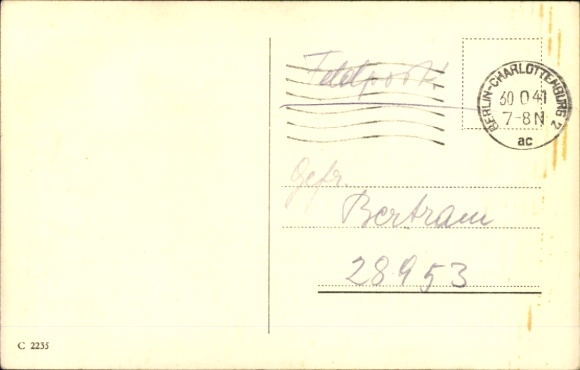 Feldpost!
BERLIN-CHARLOTTENBURG 2
30 0 41
7-8 N
ac
Gefr.
Bertram
28953
C 2235